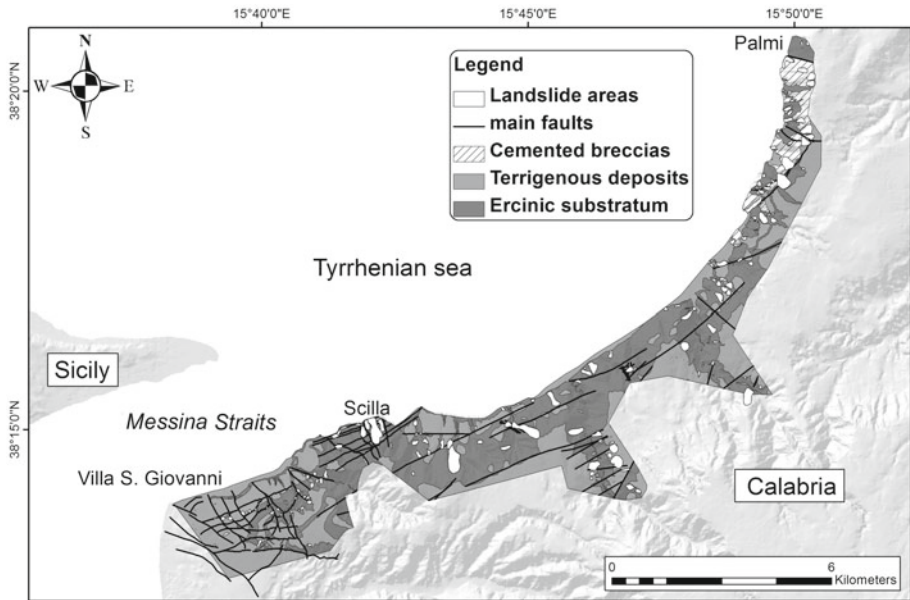 15°40'0"E
15°45'0"E
15°50'0"E
38°20'0"N
38°15'0"N
N
W
E
S
Palmi
Legend
Landslide areas
main faults
Cemented breccias
Terrigenous deposits
Ercinic substratum
Tyrrhenian sea
Sicily
Scilla
Messina Straits
Villa S. Giovanni
Calabria
0
6
Kilometers